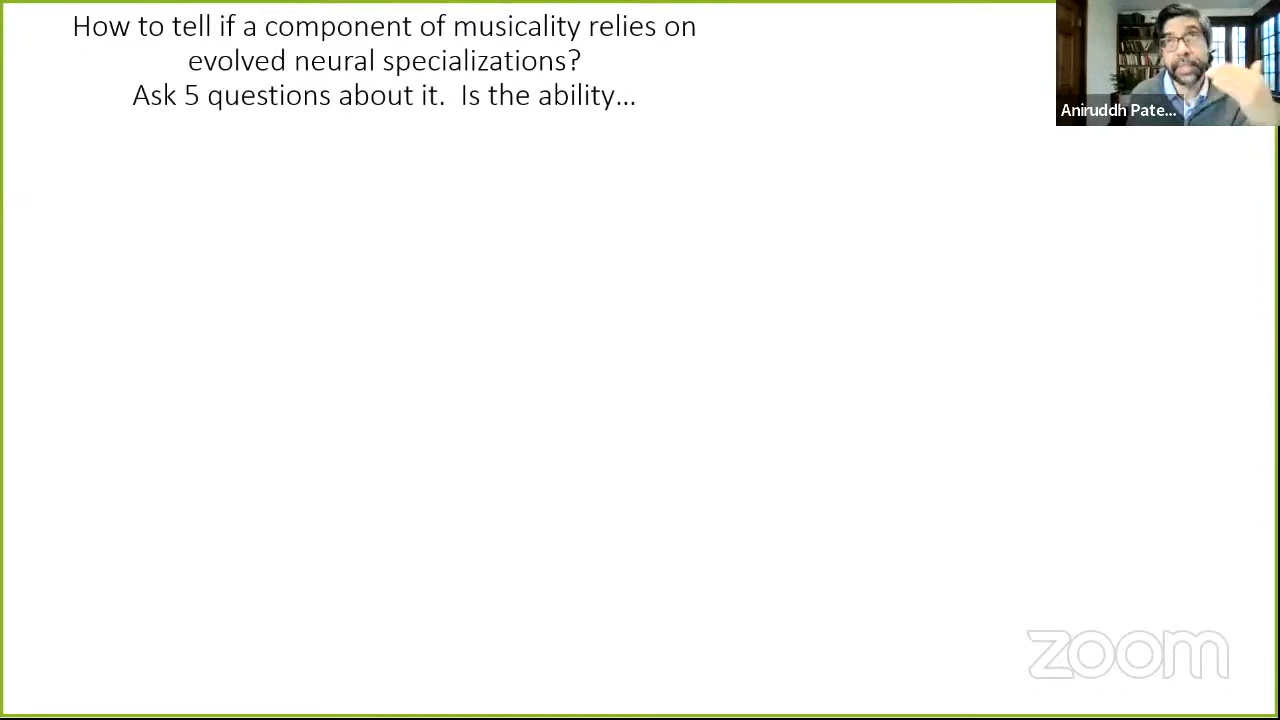 How to tell if a component of musicality relies on
evolved neural specializations?
Ask 5 questions about it.  Is the ability...
Aniruddh Pate...
zoom